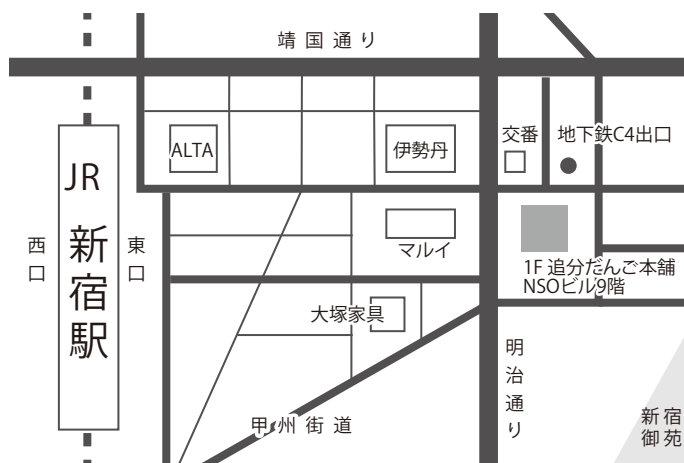 靖国通り
ALTA
伊勢丹
交番
地下鉄C4出口
JR
新宿駅
西口
東口
マルイ
1F 追分だんご本舗
NSOビル9階
大塚家具
明治通り
甲州街道
新宿
御苑